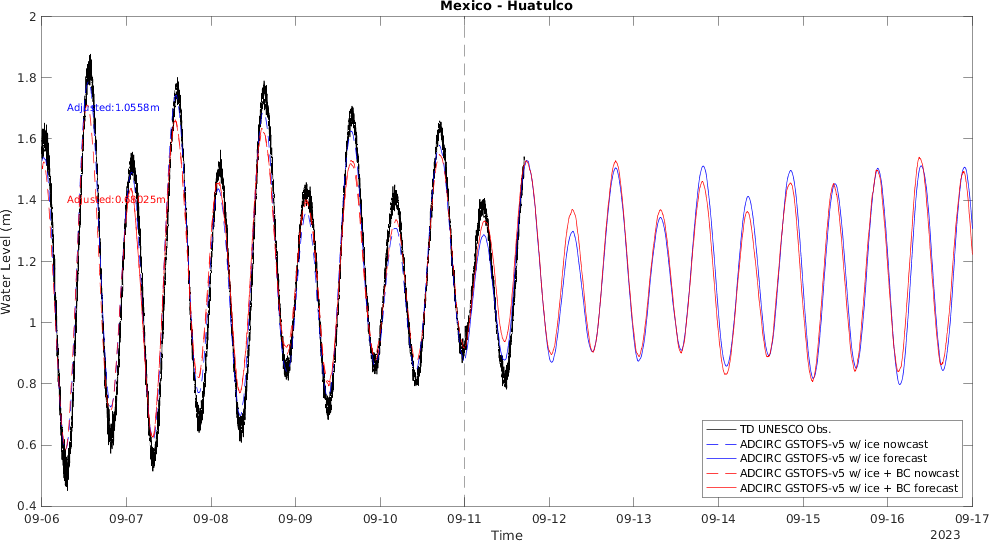 Mexico - Huatulco
Water Level (m)
2
1.8
1.6
1.4
1.2
1
0.8
0.6
0.4
Adjusted:1.0558m
Adjusted:0.68025m
TD UNESCO Obs.
ADCIRC GSTOFS-v5 w/ ice nowcast
ADCIRC GSTOFS-v5 w/ ice forecast
ADCIRC GSTOFS-v5 w/ ice + BC nowcast
ADCIRC GSTOFS-v5 w/ ice + BC forecast
09-06 09-07 09-08 09-09 09-10 09-11 09-12 09-13 09-14 09-15 09-16 09-17
Time
2023